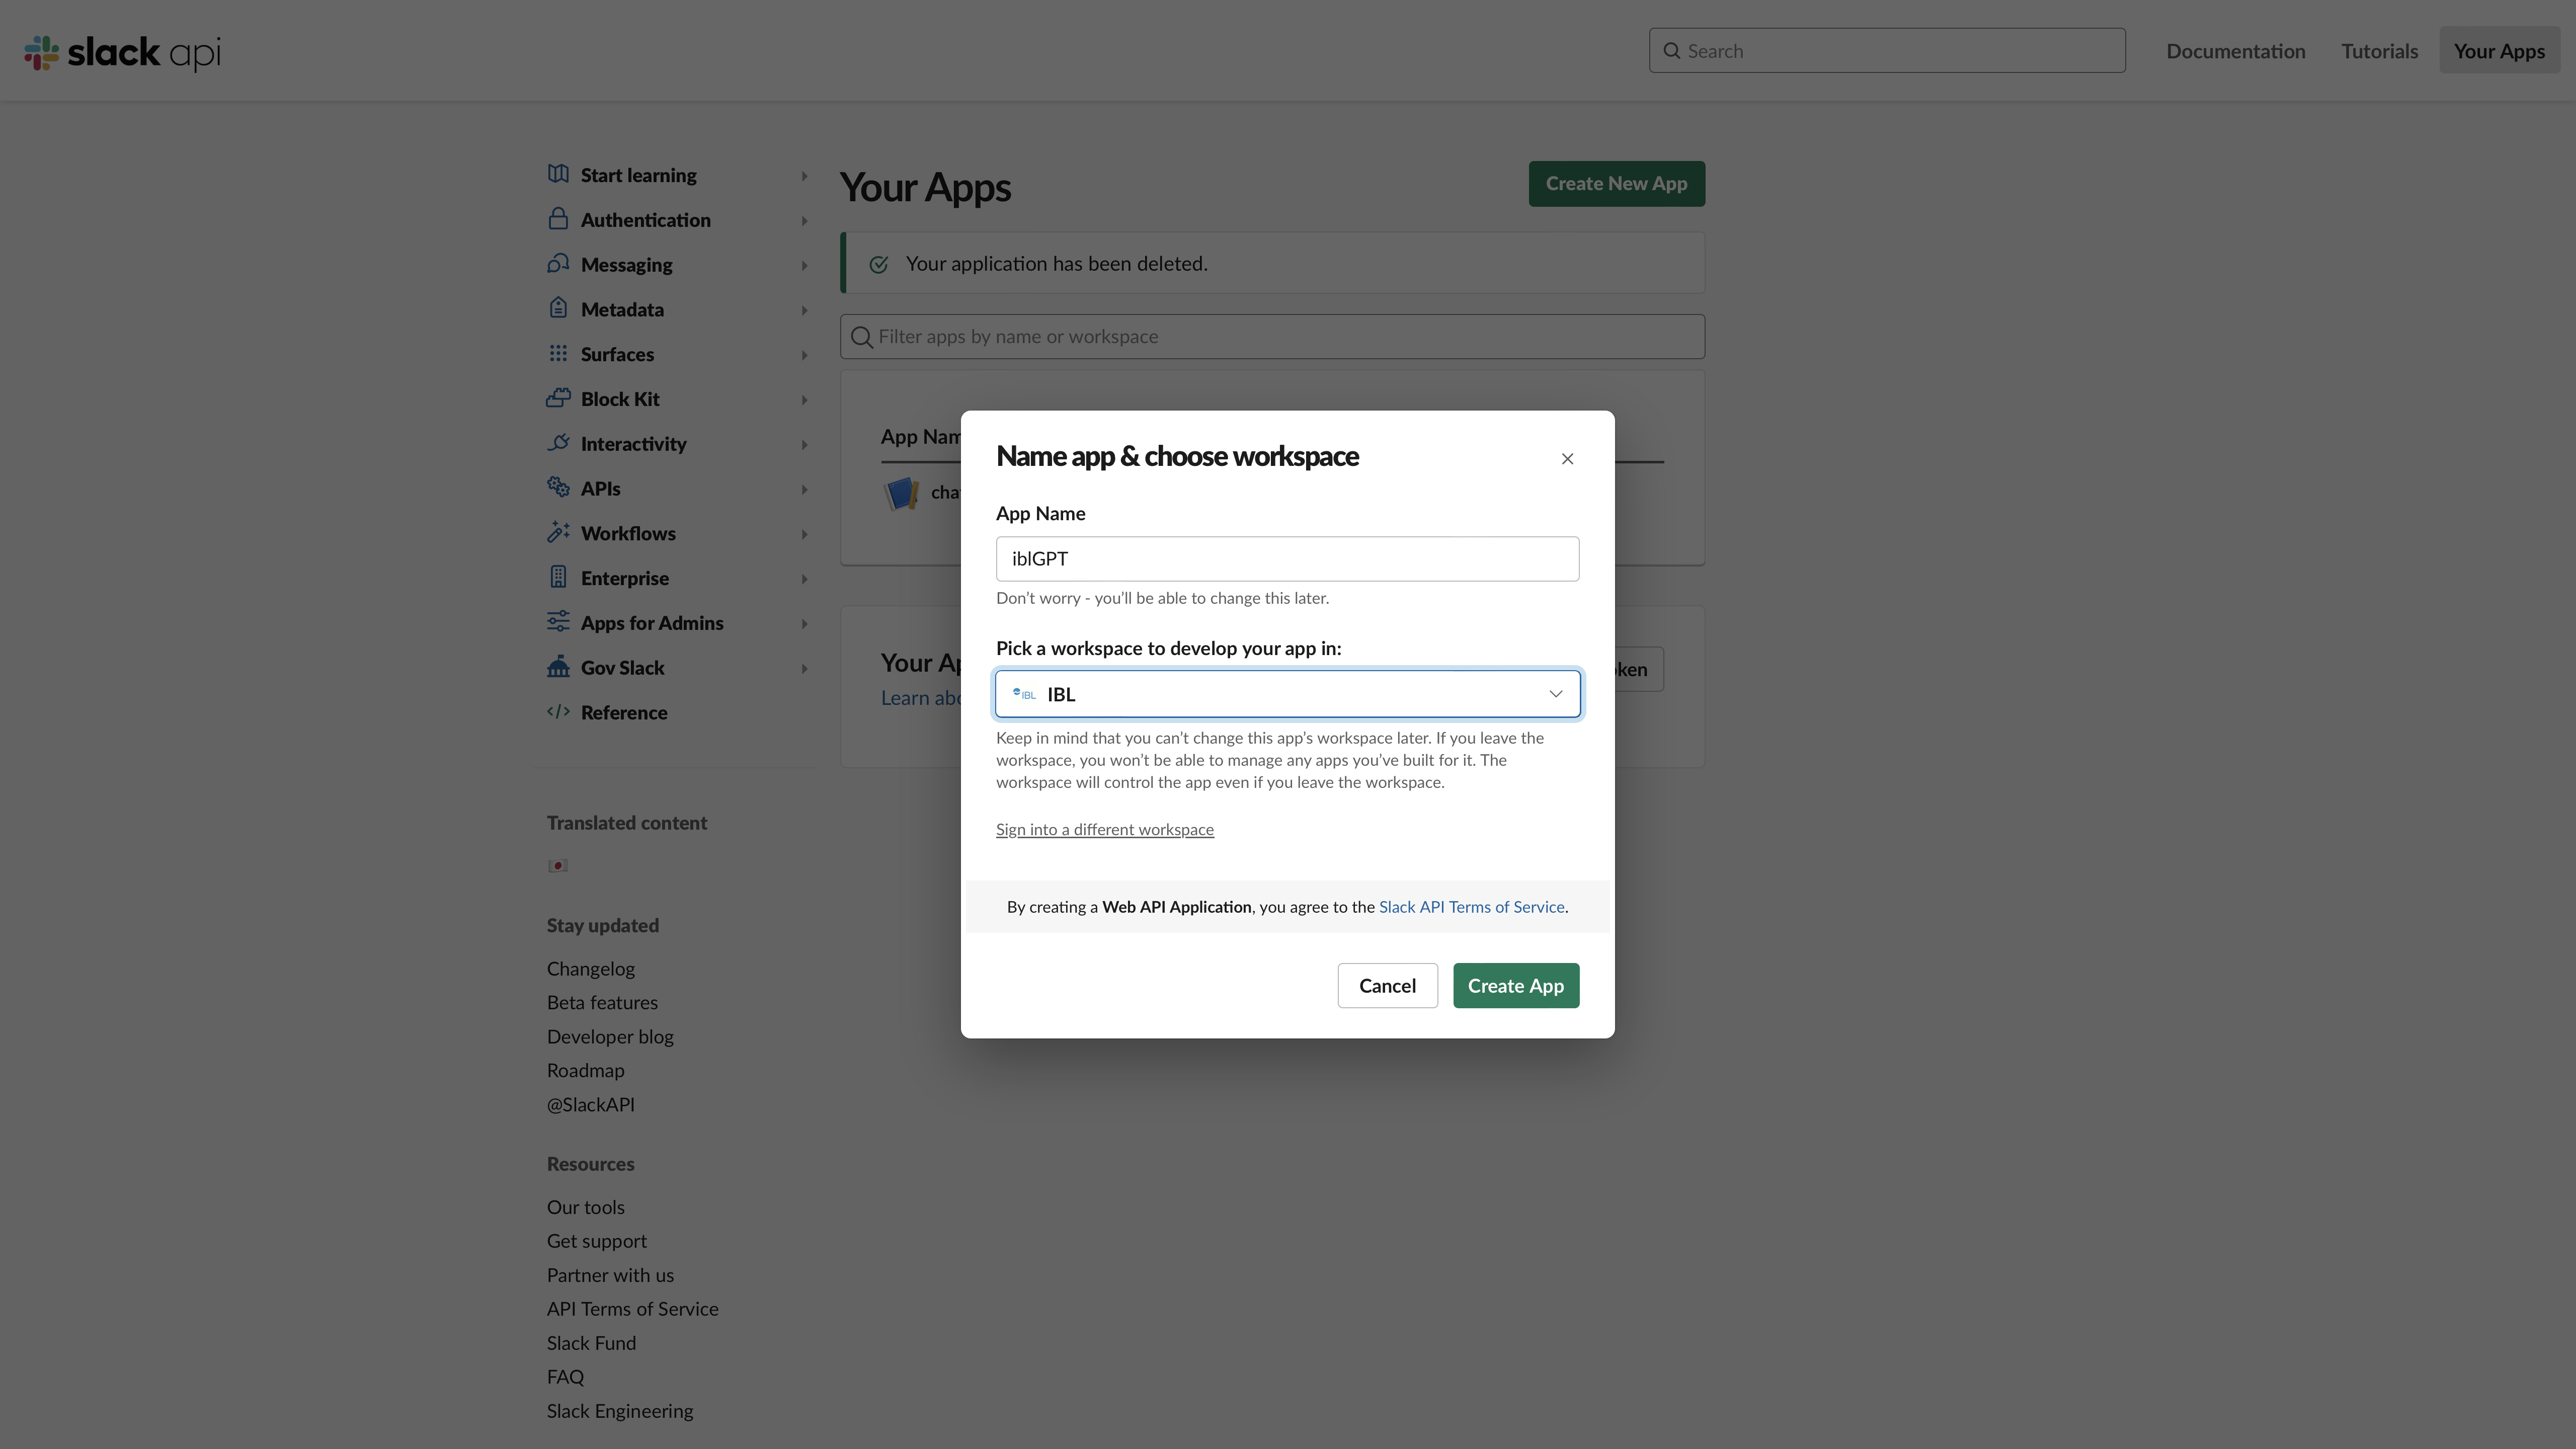 slack api
Search
Documentation
Tutorials
Your Apps
Start learning
Authentication
Messaging
Metadata
Surfaces
Block Kit
Interactivity
APIs
Workflows
Enterprise
Apps for Admins
Gov Slack
Reference
Translated content
Stay updated
Changelog
Beta features
Developer blog
Roadmap
@SlackAPI
Resources
Our tools
Get support
Partner with us
API Terms of Service
Slack Fund
FAQ
Slack Engineering
Your Apps
Create New App
Your application has been deleted.
Filter apps by name or workspace
App Nam
cha
Your Ap
Learn abo
ken
Name app & choose workspace
App Name
iblGPT
Don’t worry - you’ll be able to change this later.
Pick a workspace to develop your app in:
IBL IBL
Keep in mind that you can’t change this app’s workspace later. If you leave the
workspace, you won’t be able to manage any apps you’ve built for it. The
workspace will control the app even if you leave the workspace.
Sign into a different workspace
By creating a Web API Application, you agree to the Slack API Terms of Service.
Cancel
Create App